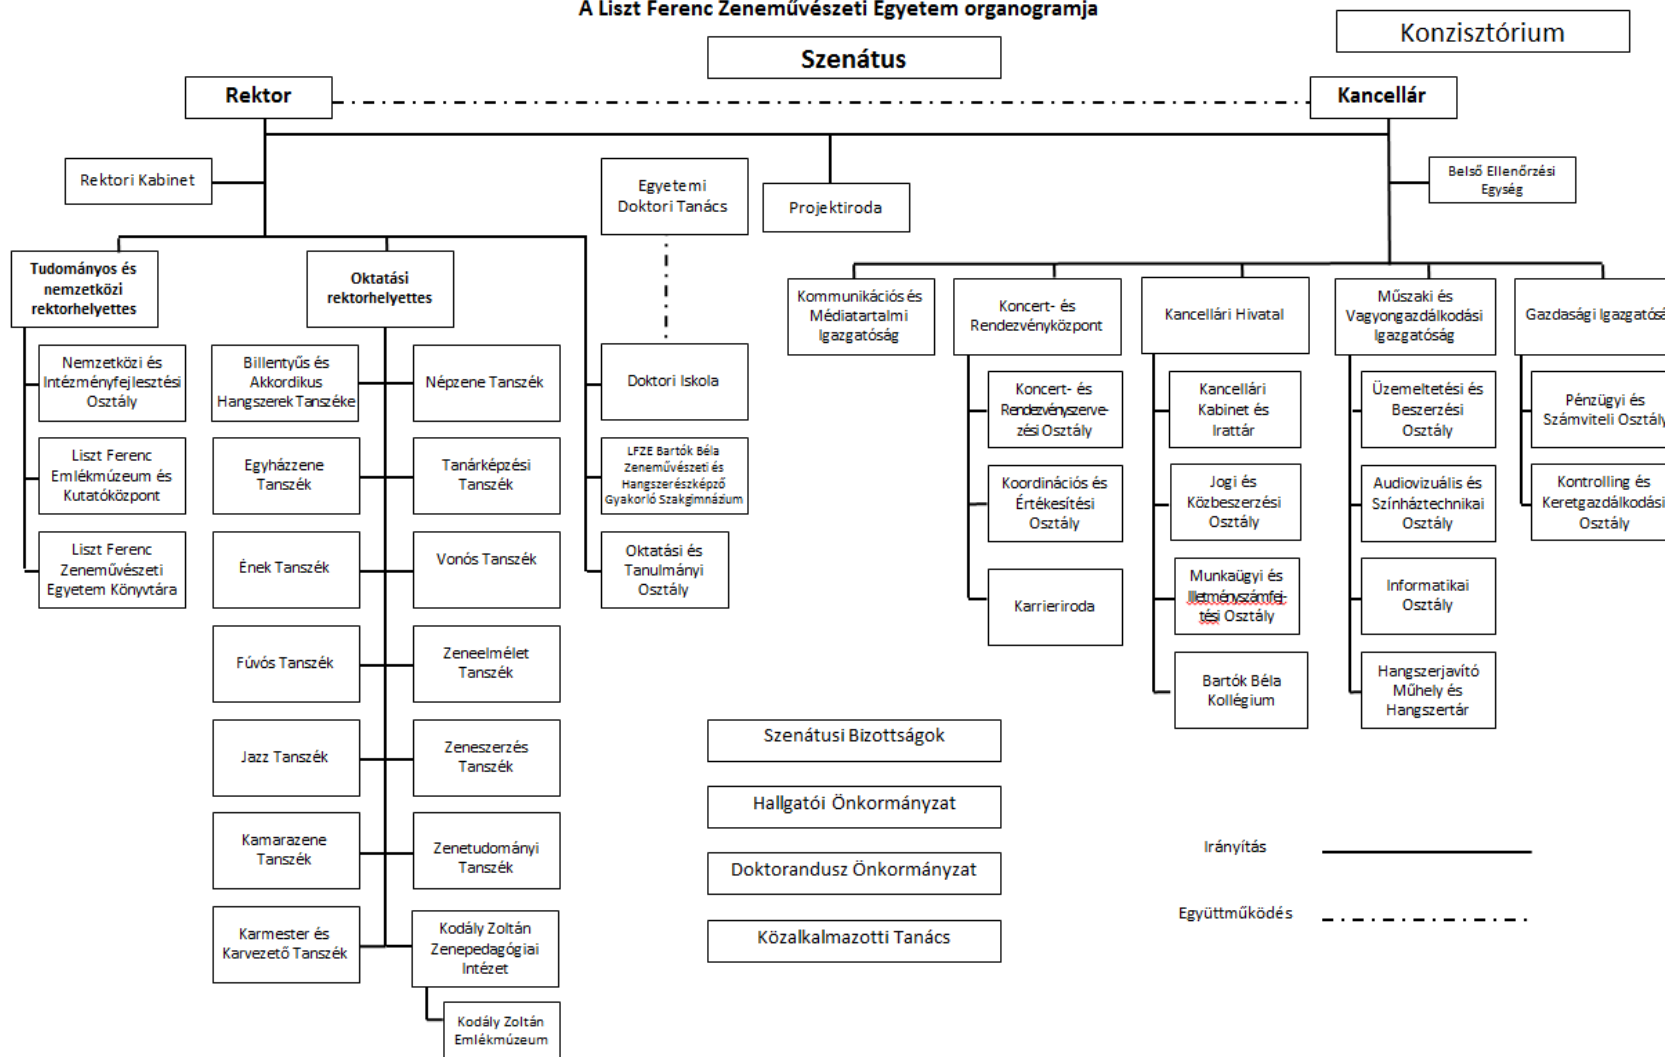 A Liszt Ferenc Zeneművészeti Egyetem organogramja
Konzisztórium
Szenátus
Rektor
Kancellár
Rektori Kabinet
Egyetemi
Doktori Tanács
Projektiroda
Belső Ellenőrzési
Egység
Tudományos és
nemzetközi
rektorhelyettes
Oktatási
rektorhelyettes
Kommunikációs és
Médiatartalmi
Igazgatóság
Koncert- és
Rendezvényközpont
Kancellári Hivatal
Műszaki és
Vagyongazdálkodási
Igazgatóság
Gazdasági Igazgatósá
Nemzetközi és
Intézményfejlesztési
Osztály
Liszt Ferenc
Emlékmúzeum és
Kutatóközpont
Liszt Ferenc
Zeneművészeti
Egyetem Könyvtára
Billentyűs és
Akkordikus
Hangszerek Tanszéke
Egyházzene
Tanszék
Ének Tanszék
Fúvós Tanszék
Jazz Tanszék
Kamarazene
Tanszék
Karmester és
Karvezető Tanszék
Népzene Tanszék
Tanárképzési
Tanszék
Vonós Tanszék
Zeneelmélet
Tanszék
Zeneszerzés
Tanszék
Zenetudományi
Tanszék
Kodály Zoltán
Zenepedagógiai
Intézet
Kodály Zoltán
Emlékmúzeum
Doktori Iskola
LFZE Bartók Béla
Zeneművészeti és
Hangszerészképző
Gyakorló Szakgimnázium
Oktatási és
Tanulmányi
Osztály
Koncert- és
Rendezvényszerve-
zési Osztály
Koordinációs és
Értékesítési
Osztály
Karrieriroda
Kancellári
Kabinet és
Irattár
Jogi és
Közbeszerzési
Osztály
Munkaügyi és
Illetményszámfej-
tési Osztály
Bartók Béla
Kollégium
Üzemeltetési és
Beszerzési
Osztály
Audiovizuális és
Színháztechnikai
Osztály
Informatikai
Osztály
Hangszerjavító
Műhely és
Hangszertár
Pénzügyi és
Számviteli Osztály
Kontrolling és
Keretgazdálkodási
Osztály
Szenátusi Bizottságok
Hallgatói Önkormányzat
Doktorandusz Önkormányzat
Közalkalmazotti Tanács
Irányítás
Együttműködés